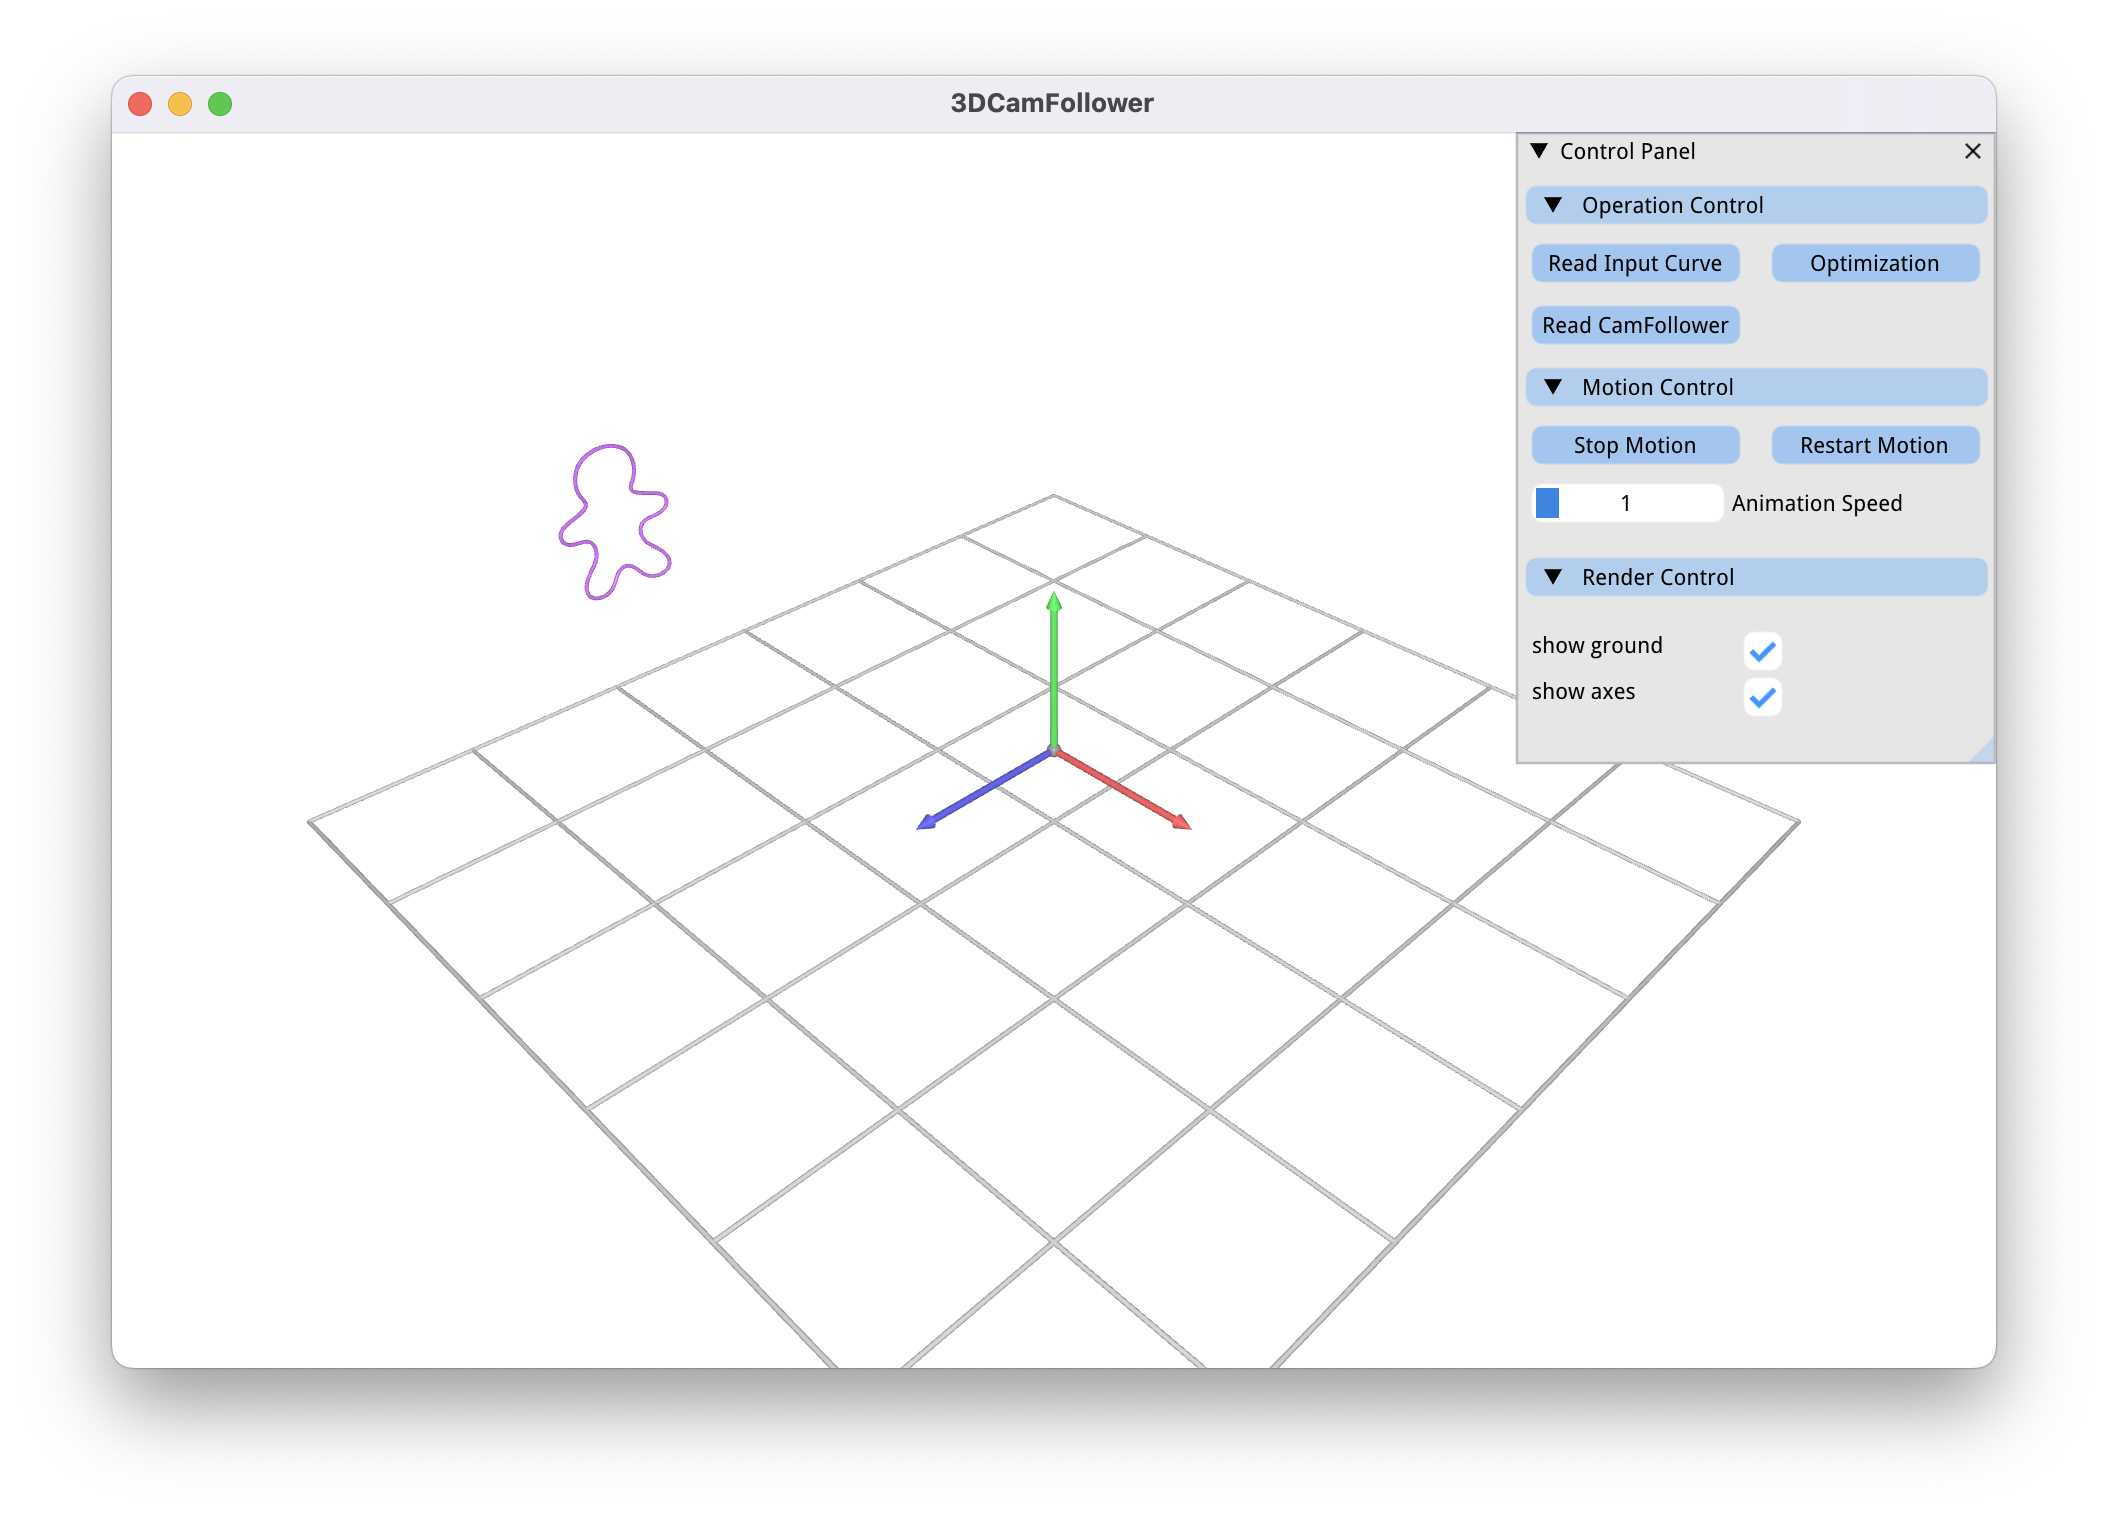 3DCamFollower
Control Panel
Operation Control
Read Input Curve Optimization
Read CamFollower
Motion Control
Stop Motion Restart Motion
1 Animation Speed
Render Control
show ground
show axes